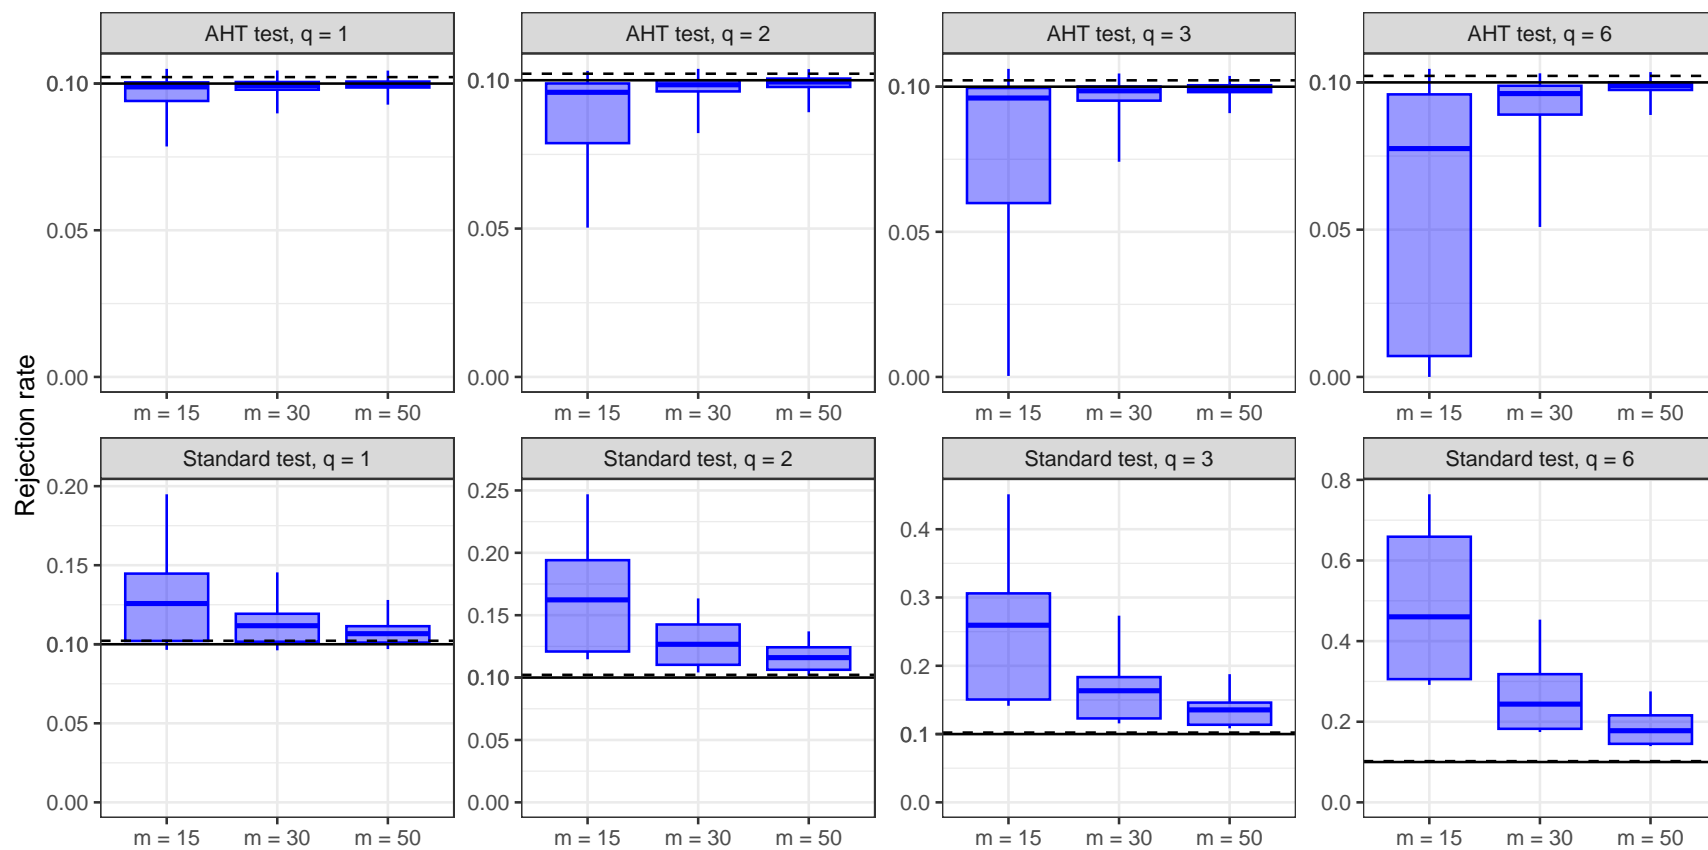 Rejection rate
AHT test, q = 1
0.10
0.05
0.00
m = 15 m = 30 m = 50
AHT test, q = 2
0.10
0.05
0.00
m = 15 m = 30 m = 50
AHT test, q = 3
0.10
0.05
0.00
m = 15 m = 30 m = 50
AHT test, q = 6
0.10
0.05
0.00
m = 15 m = 30 m = 50
Standard test, q = 1
0.20
0.15
0.10
0.05
0.00
m = 15 m = 30 m = 50
Standard test, q = 2
0.25
0.20
0.15
0.10
0.05
0.00
m = 15 m = 30 m = 50
Standard test, q = 3
0.4
0.3
0.2
0.1
0.0
m = 15 m = 30 m = 50
Standard test, q = 6
0.8
0.6
0.4
0.2
0.0
m = 15 m = 30 m = 50